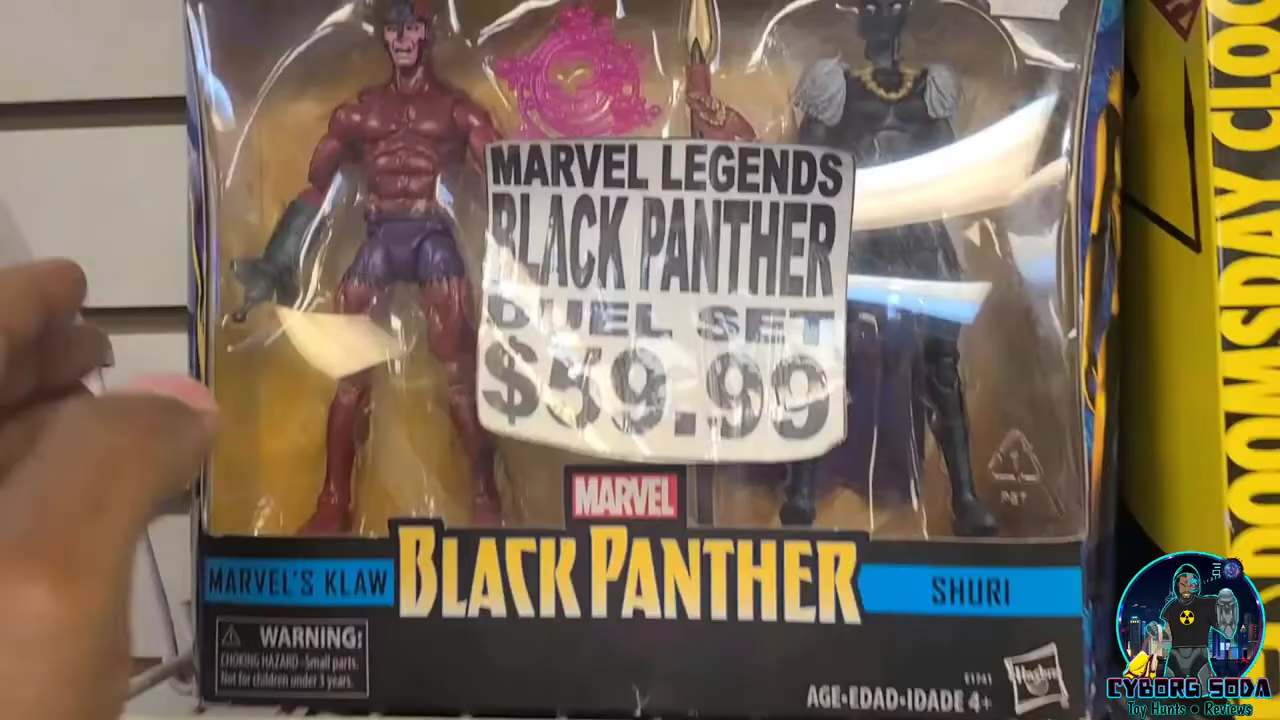 MARVEL LEGENDS
BLACK PANTHER
DUEL SET
$59.99
MARVEL
BLACK PANTHER
MARVEL'S KLAW
SHURI
WARNING:
CHOKING HAZARD-Small parts.
Not for children under 3 years.
AGE•EDAD•IDADE 4+
Hasbro
DOOMSDAY CLOC
CYBORG SODA
Toy Hunts • Reviews